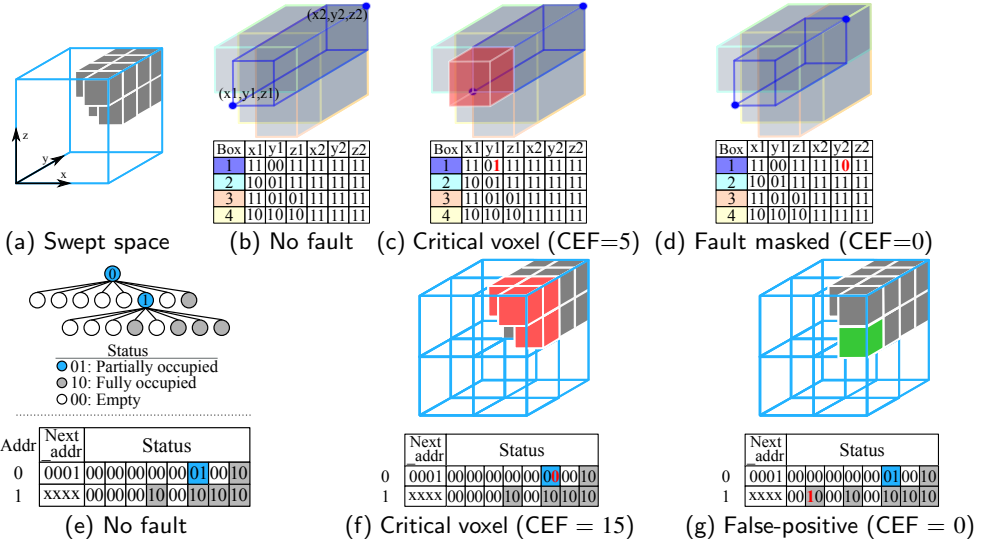 z
y
x
(a) Swept space
(x2,y2,z2)
(x1,y1,z1)
Box x1 y1 z1 x2 y2 z2
1 11 00 11 11 11 11
2 10 01 11 11 11 11
3 11 01 01 11 11 11
4 10 10 10 11 11 11
(b) No fault
Box x1 y1 z1 x2 y2 z2
1 11 01 11 11 11 11
2 10 01 11 11 11 11
3 11 01 01 11 11 11
4 10 10 10 11 11 11
(c) Critical voxel (CEF=5)
Box x1 y1 z1 x2 y2 z2
1 11 00 11 11 10 11
2 10 01 11 11 11 11
3 11 01 01 11 11 11
4 10 10 10 11 11 11
(d) Fault masked (CEF=0)
0
1
Status
01: Partially occupied
10: Fully occupied
00: Empty
Addr Next _addr Status
0 0001 00 00 00 00 00 01 00 10
1 xxxx 00 00 00 10 00 10 10 10
(e) No fault
Next _addr Status
0 0001 00 00 00 00 00 00 00 10
1 xxxx 00 00 00 10 00 10 10 10
(f) Critical voxel (CEF = 15)
Next _addr Status
0 0001 00 00 00 00 00 01 00 10
1 xxxx 00 10 00 10 00 10 10 10
(g) False-positive (CEF = 0)